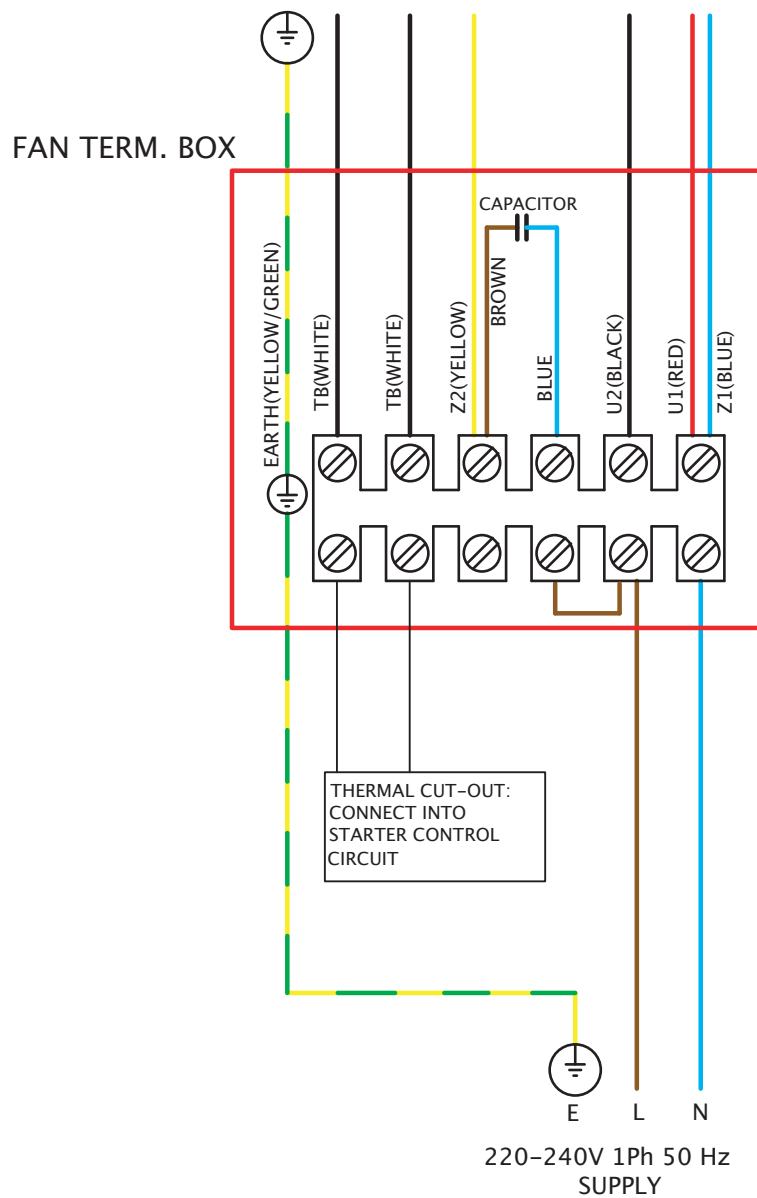 FAN TERM. BOX
CAPACITOR
EARTH(YELLOW/GREEN)
TB(WHITE)
TB(WHITE)
Z2(YELLOW)
BROWN
BLUE
U2(BLACK)
U1(RED)
Z1(BLUE)
THERMAL CUT-OUT:
CONNECT INTO
STARTER CONTROL
CIRCUIT
E L N
220-240V 1Ph 50 Hz
SUPPLY